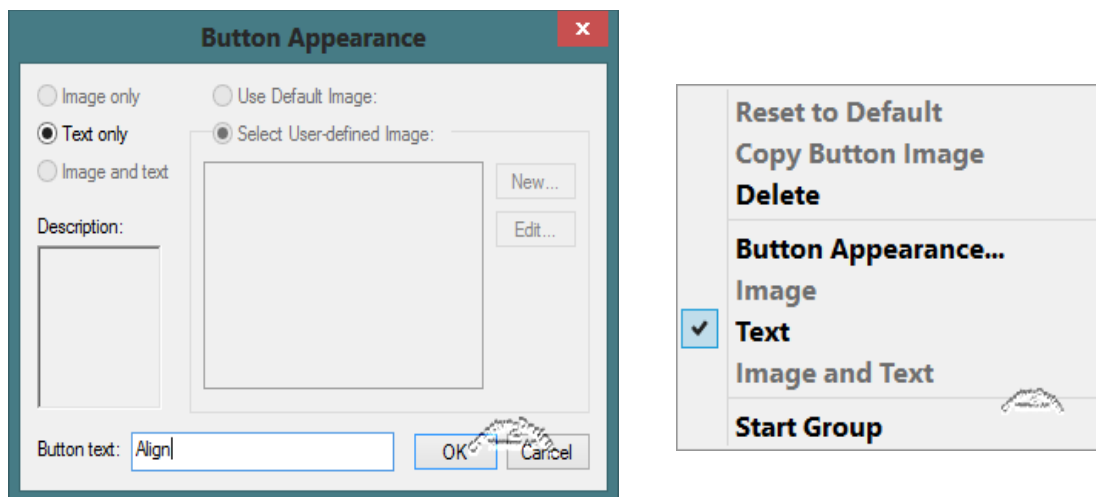 Button Appearance
x
Image only
Use Default Image:
Text only
Select User-defined Image:
Image and text
New...
Description:
Edit...
Button text: Align
OK
Cancel
Reset to Default
Copy Button Image
Delete
Button Appearance...
Image
Text
Image and Text
Start Group